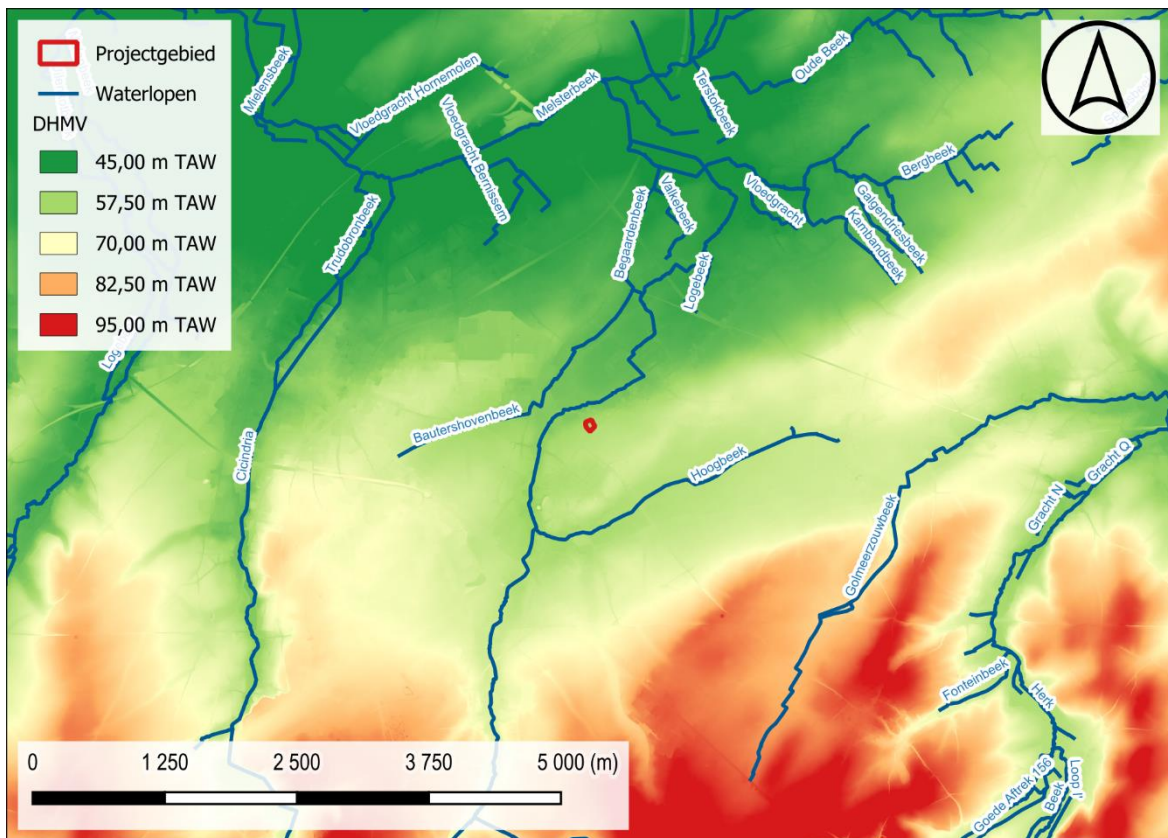 Projectgebied
Waterlopen
DHMV
45,00 m TAW
57,50 m TAW
70,00 m TAW
82,50 m TAW
95,00 m TAW
Mielensbeek
Vloedgracht Hornemolen
Melsterbeek
Vloedgracht Bernissem
Terstokbeek
Oude Beek
Bergbeek
Trudobronbeek
Begaardenbeek
Valkebeek
Logebeek
Vloedgracht
Galgendriesbeek
Kambandbeek
Bautershovenbeek
Cicindria
Hoogbeek
Golmeerzouwbeek
Gracht Q
Gracht N
Fonteinbeek
Herk
Goede Aftrek 156
Beek
Loop I'
0 1 250 2 500 3 750 5 000 (m)